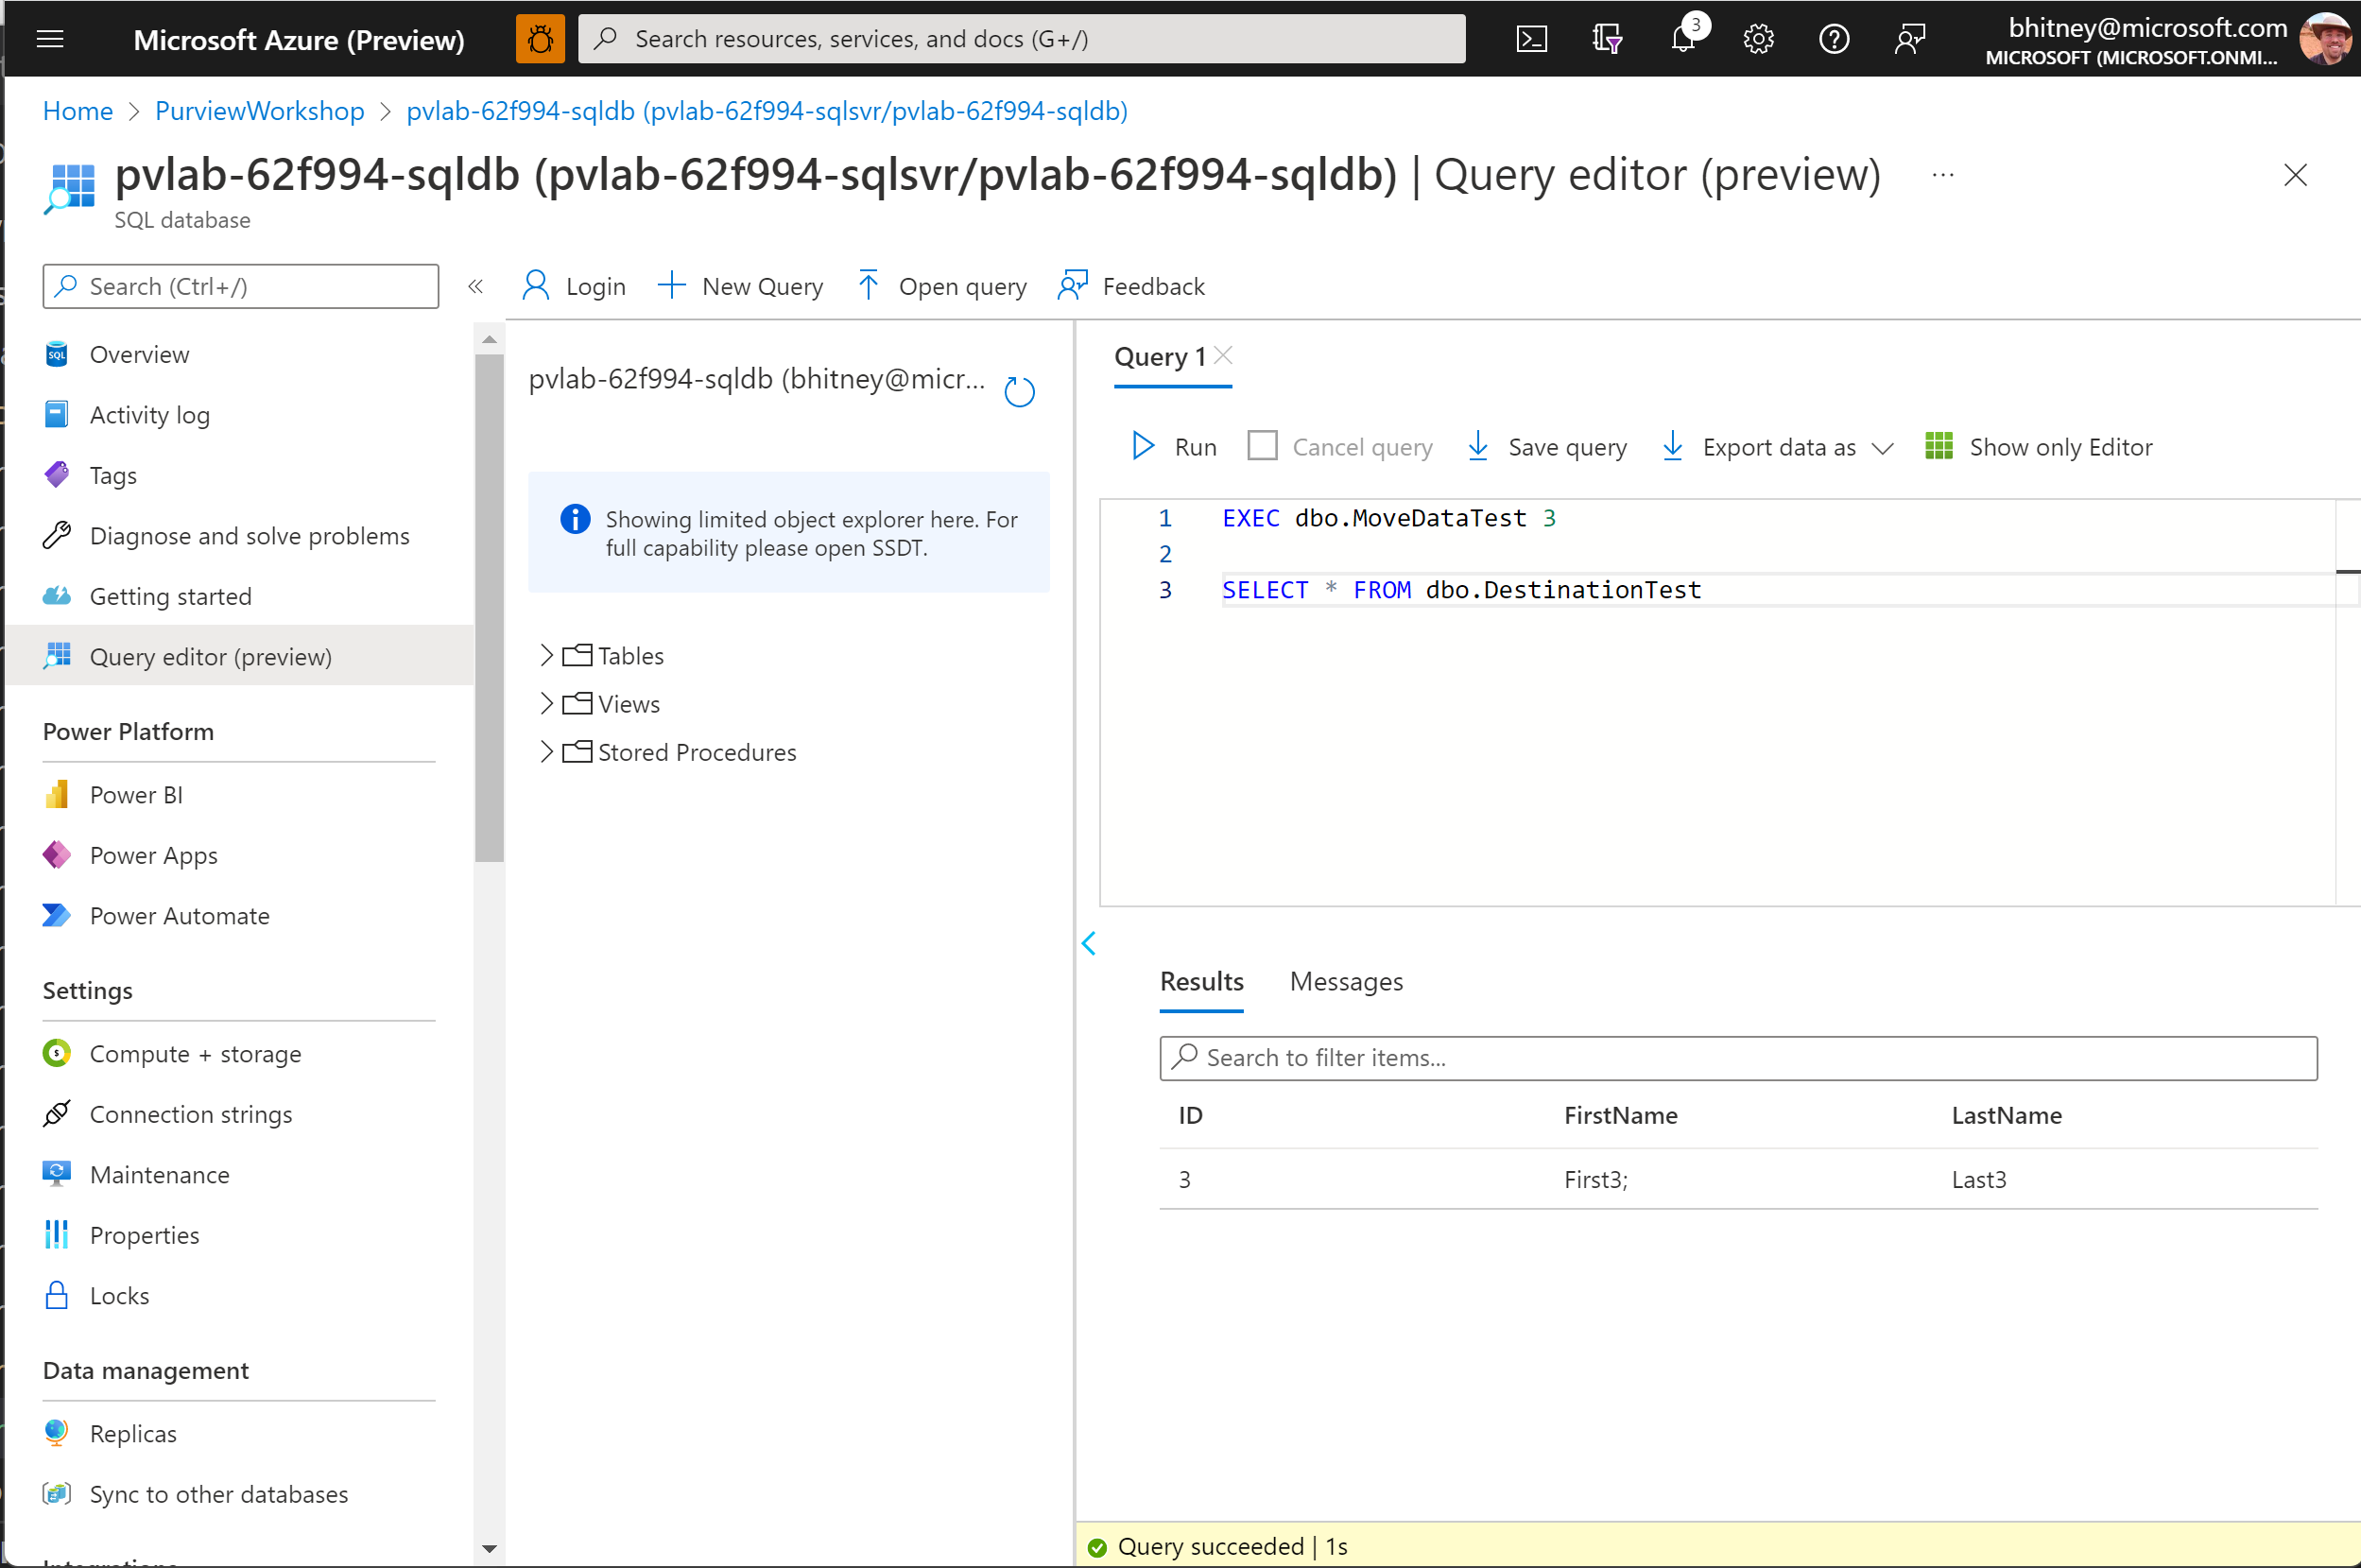 Microsoft Azure (Preview)
Search resources, services, and docs (G+/)
3
bhitney@microsoft.com
MICROSOFT (MICROSOFT.ONMI...
Home > PurviewWorkshop > pvlab-62f994-sqldb (pvlab-62f994-sqlsvr/pvlab-62f994-sqldb)
pvlab-62f994-sqldb (pvlab-62f994-sqlsvr/pvlab-62f994-sqldb) | Query editor (preview) ...
SQL database
Search (Ctrl+/)
«
Overview
Activity log
Tags
Diagnose and solve problems
Getting started
Query editor (preview)
Power Platform
Power BI
Power Apps
Power Automate
Settings
Compute + storage
Connection strings
Maintenance
Properties
Locks
Data management
Replicas
Sync to other databases
Integrations
Login
New Query
Open query
Feedback
pvlab-62f994-sqldb (bhitney@micr...
Showing limited object explorer here. For
full capability please open SSDT.
Tables
Views
Stored Procedures
Query 1
Run
Cancel query
Save query
Export data as
Show only Editor
1 EXEC dbo.MoveDataTest 3
2
3 SELECT * FROM dbo.DestinationTest
Results Messages
Search to filter items...
ID FirstName LastName
3 First3; Last3
Query succeeded | 1s